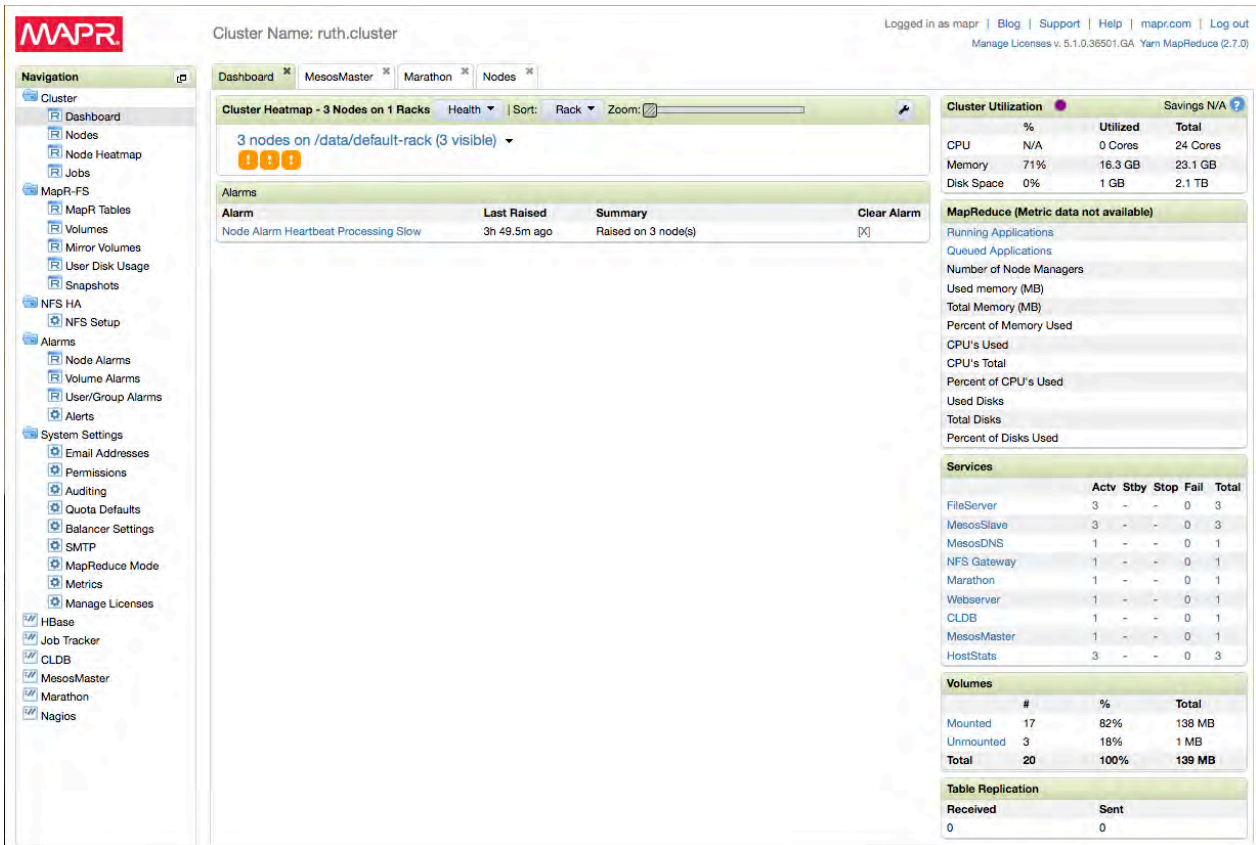 MAPR.
Cluster Name: ruth.cluster
Logged in as mapr | Blog | Support | Help | mapr.com | Log out
Manage Licenses v. 5.1.0.36501.GA Yarn MapReduce (2.7.0)
Navigation
Cluster
Dashboard
Nodes
Node Heatmap
Jobs
MapR-FS
MapR Tables
Volumes
Mirror Volumes
User Disk Usage
Snapshots
NFS HA
NFS Setup
Alarms
Node Alarms
Volume Alarms
User/Group Alarms
Alerts
System Settings
Email Addresses
Permissions
Auditing
Quota Defaults
Balancer Settings
SMTP
MapReduce Mode
Metrics
Manage Licenses
HBase
Job Tracker
CLDB
MesosMaster
Marathon
Nagios
Dashboard MesosMaster Marathon Nodes
Cluster Heatmap - 3 Nodes on 1 Racks Health | Sort: Rack Zoom:
3 nodes on /data/default-rack (3 visible)
! ! !
Alarms
Alarm Last Raised Summary Clear Alarm
Node Alarm Heartbeat Processing Slow 3h 49.5m ago Raised on 3 node(s) [X]
Cluster Utilization Savings N/A ?
% Utilized Total
CPU N/A 0 Cores 24 Cores
Memory 71% 16.3 GB 23.1 GB
Disk Space 0% 1 GB 2.1 TB
MapReduce (Metric data not available)
Running Applications
Queued Applications
Number of Node Managers
Used memory (MB)
Total Memory (MB)
Percent of Memory Used
CPU's Used
CPU's Total
Percent of CPU's Used
Used Disks
Total Disks
Percent of Disks Used
Services
Actv Stby Stop Fail Total
FileServer 3 - - 0 3
MesosSlave 3 - - 0 3
MesosDNS 1 - - 0 1
NFS Gateway 1 - - 0 1
Marathon 1 - - 0 1
Webserver 1 - - 0 1
CLDB 1 - - 0 1
MesosMaster 1 - - 0 1
HostStats 3 - - 0 3
Volumes
# % Total
Mounted 17 82% 138 MB
Unmounted 3 18% 1 MB
Total 20 100% 139 MB
Table Replication
Received Sent
0 0